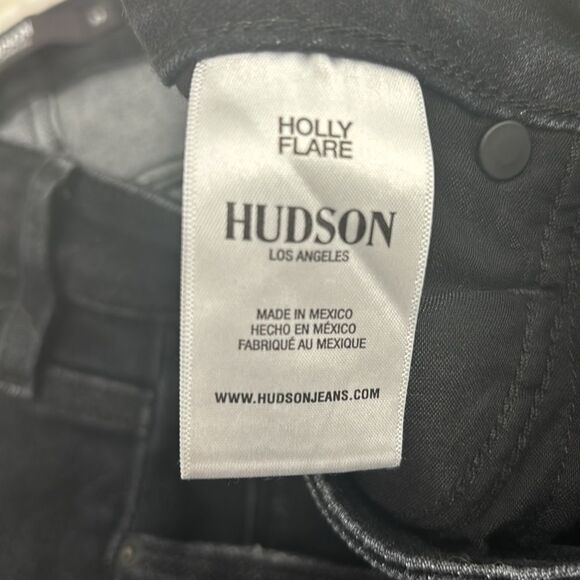 HOLLY
FLARE
HUDSON
LOS ANGELES
MADE IN MEXICO
HECHO EN MÉXICO
FABRIQUÉ AU MEXIQUE
WWW.HUDSONJEANS.COM